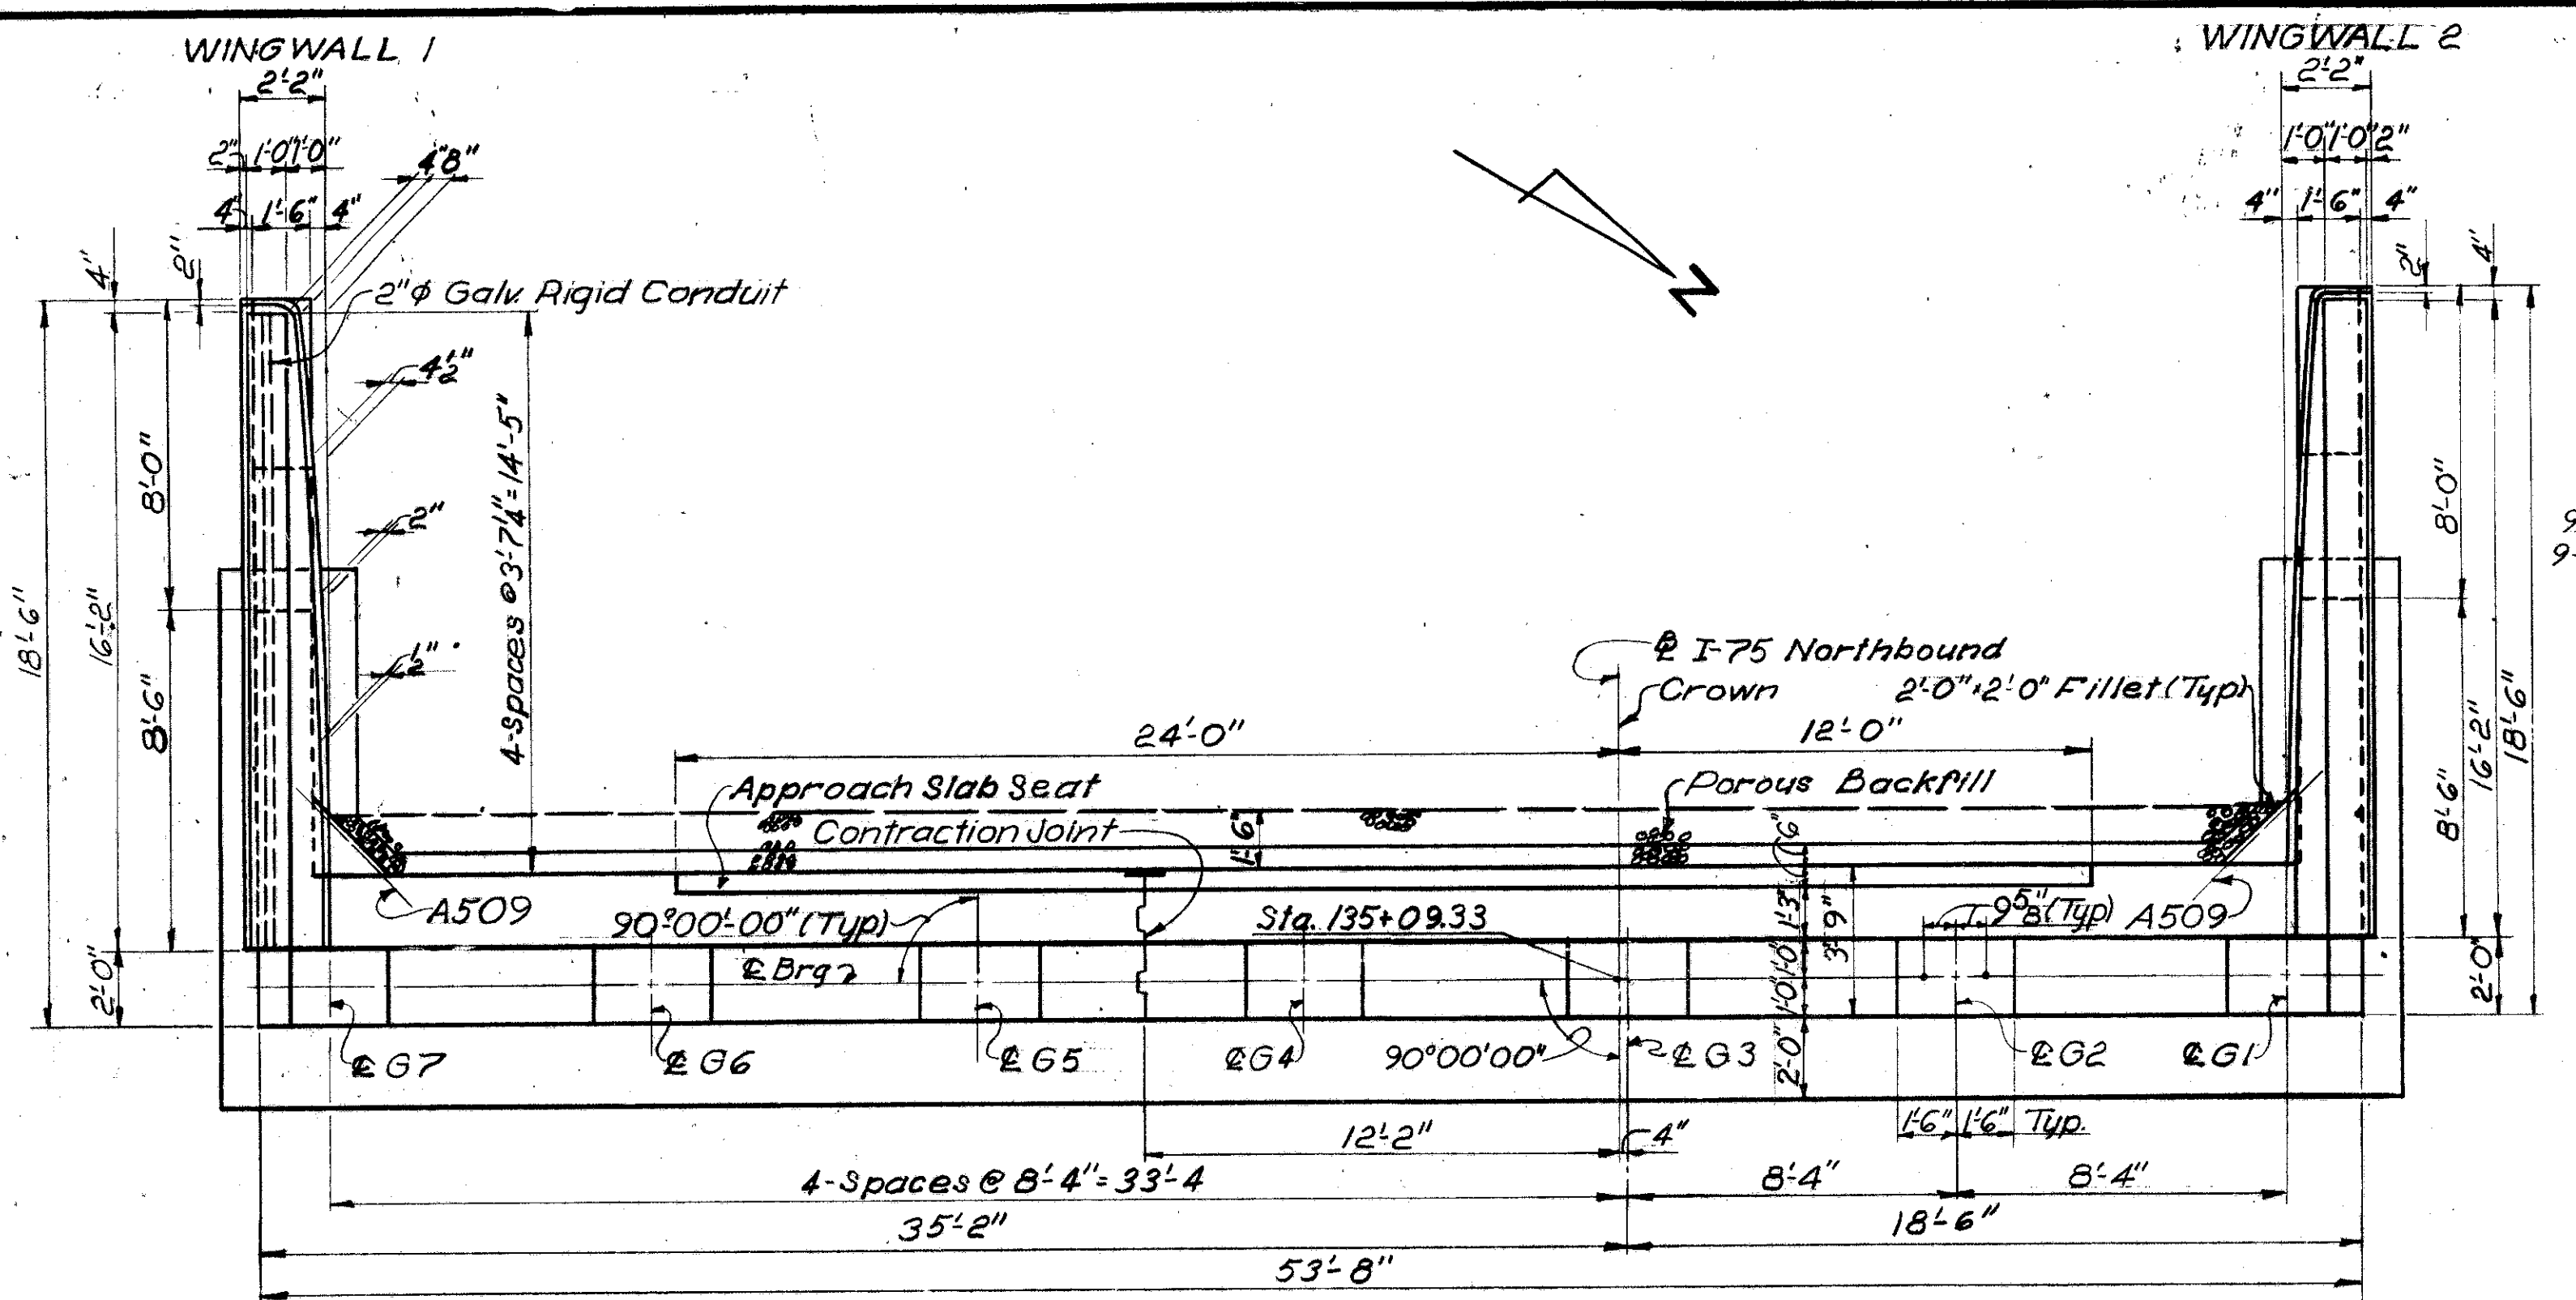 WINGWALL 1
WINGWALL 2
2'-2"
2'-2"
2" 1'-0" 1'-0"
4" 8"
1'-0" 1'-0" 2"
4" 1'-6" 4"
4" 1'-6" 4"
4"
2"
2"
4"
2"φ Galv. Rigid Conduit
N
4½"
8'-0"
4-Spaces @ 3'-7¼" = 14'-5"
8'-0"
9
9-
2"
18'-6"
16'-2"
½"
8'-6"
℄ I-75 Northbound
Crown
2'-0" x 2'-0" Fillet (Typ)
24'-0"
12'-0"
16'-2"
18'-6"
8'-6"
Approach Slab Seat
Porous Backfill
Contraction Joint
1'-6"
6"
A509
90°-00'-00" (Typ)
Sta. 135+09.33
1'-3"
3'-9"
9⅝" (Typ)
A509
℄ Brg
2'-0"
1'-0" 1'-0"
2'-0"
℄ G7
℄ G6
℄ G5
℄ G4
90°00'00"
℄ G3
2'-0"
℄ G2
℄ G1
12'-2"
4"
1'-6" 1'-6" Typ.
4-Spaces @ 8'-4" = 33'-4
8'-4"
8'-4"
35'-2"
18'-6"
53'-8"